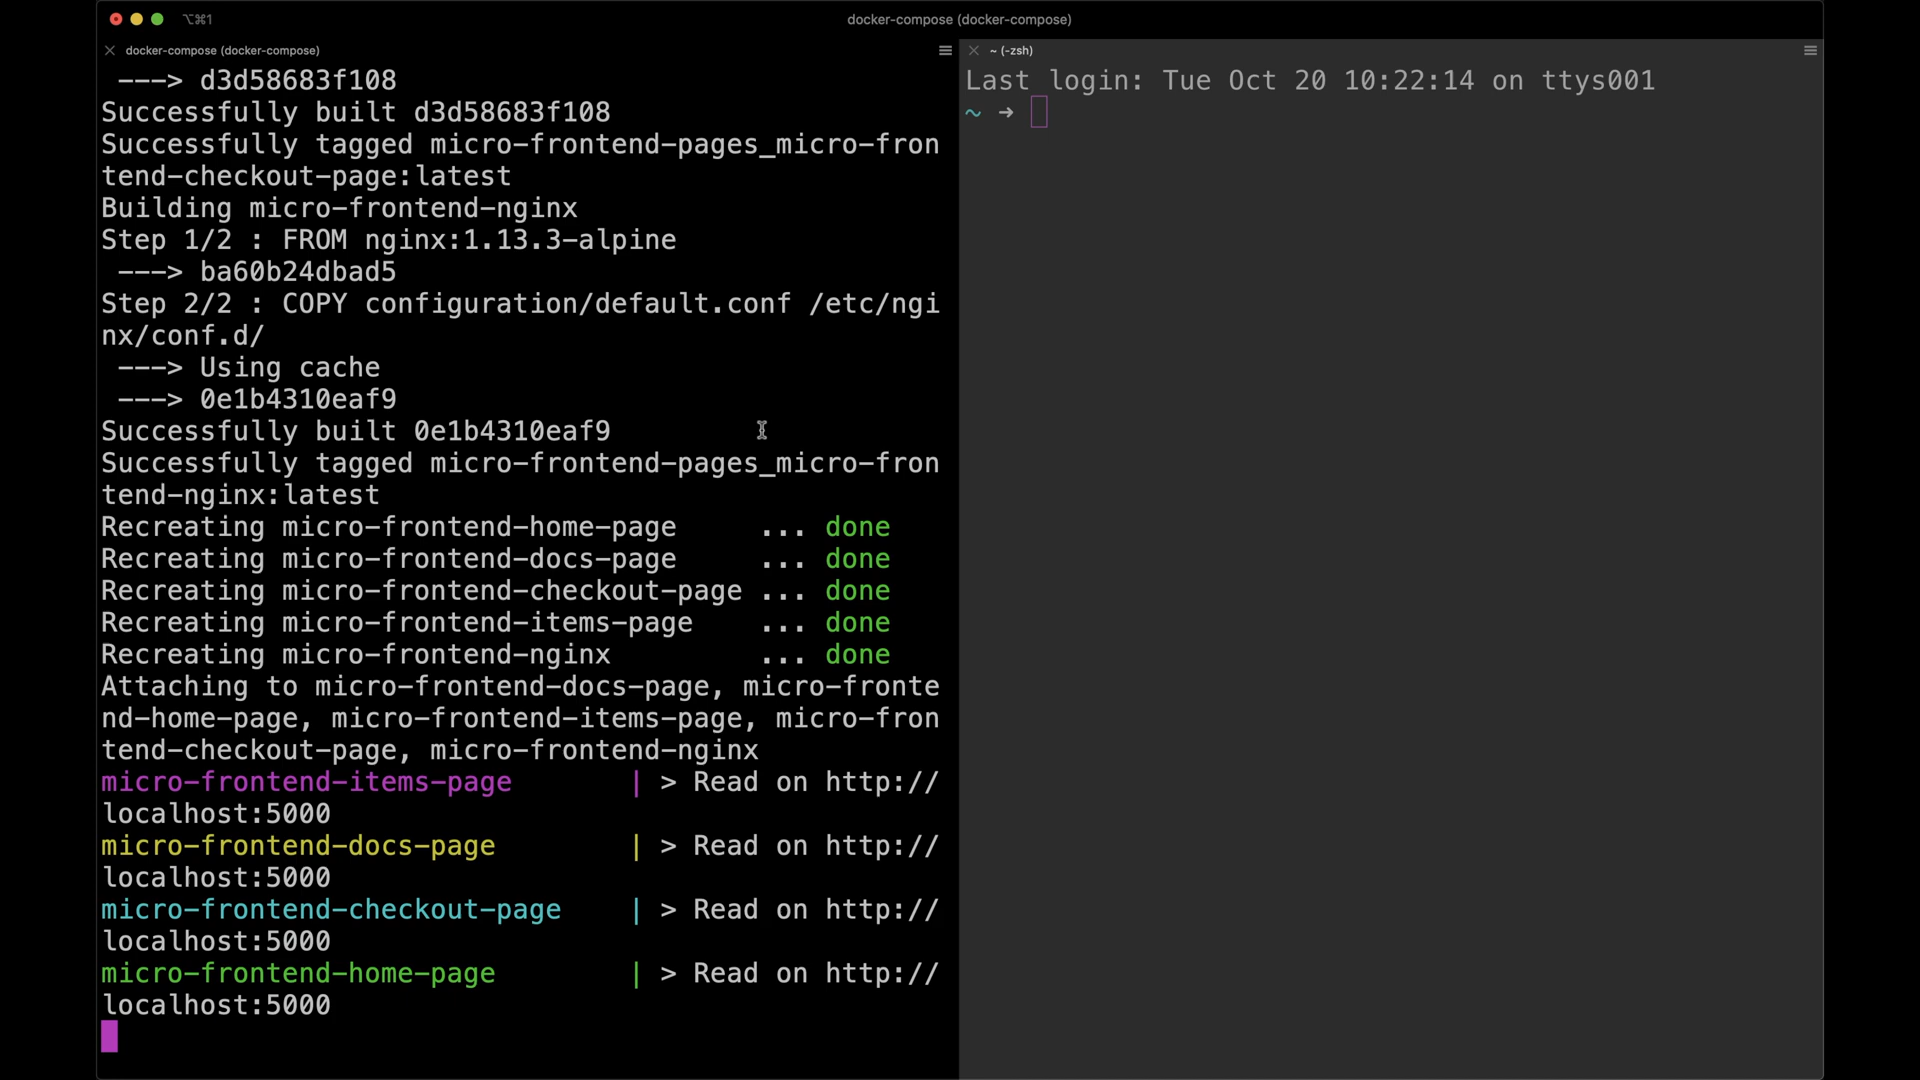 ⌥⌘1
docker-compose (docker-compose)
docker-compose (docker-compose)
---> d3d58683f108
Successfully built d3d58683f108
Successfully tagged micro-frontend-pages_micro-fron
tend-checkout-page:latest
Building micro-frontend-nginx
Step 1/2 : FROM nginx:1.13.3-alpine
---> ba60b24dbad5
Step 2/2 : COPY configuration/default.conf /etc/ngi
nx/conf.d/
---> Using cache
---> 0e1b4310eaf9
Successfully built 0e1b4310eaf9
Successfully tagged micro-frontend-pages_micro-fron
tend-nginx:latest
Recreating micro-frontend-home-page ... done
Recreating micro-frontend-docs-page ... done
Recreating micro-frontend-checkout-page ... done
Recreating micro-frontend-items-page ... done
Recreating micro-frontend-nginx ... done
Attaching to micro-frontend-docs-page, micro-fronte
nd-home-page, micro-frontend-items-page, micro-fron
tend-checkout-page, micro-frontend-nginx
micro-frontend-items-page | > Read on http://
localhost:5000
micro-frontend-docs-page | > Read on http://
localhost:5000
micro-frontend-checkout-page | > Read on http://
localhost:5000
micro-frontend-home-page | > Read on http://
localhost:5000
~ (-zsh)
Last login: Tue Oct 20 10:22:14 on ttys001
~ ➜